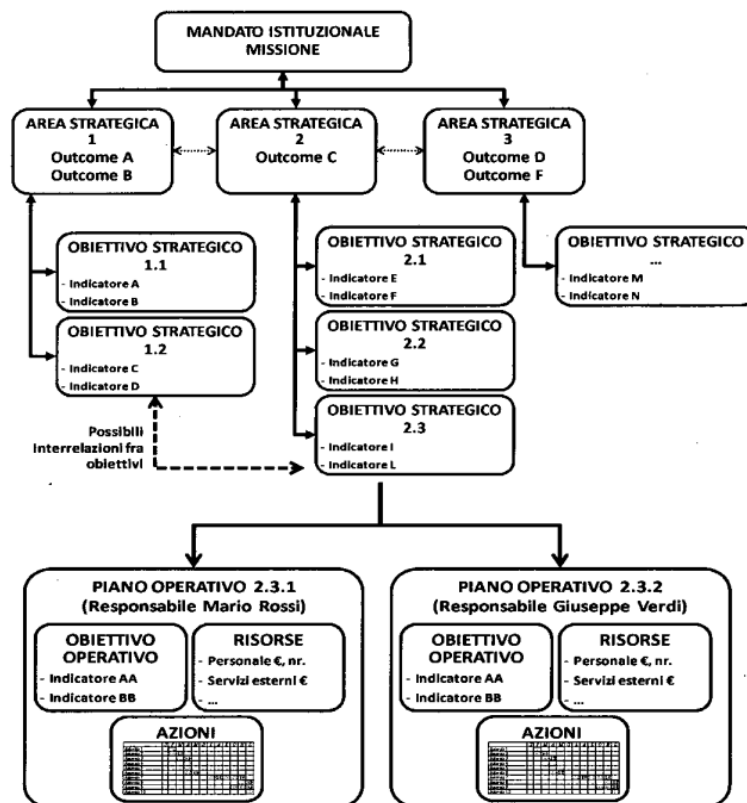 MANDATO ISTITUZIONALE
MISSIONE
AREA STRATEGICA
1
Outcome A
Outcome B
AREA STRATEGICA
2
Outcome C
AREA STRATEGICA
3
Outcome D
Outcome F
OBIETTIVO STRATEGICO
1.1
- Indicatore A
- Indicatore B
OBIETTIVO STRATEGICO
1.2
- Indicatore C
- Indicatore D
OBIETTIVO STRATEGICO
2.1
- Indicatore E
- Indicatore F
OBIETTIVO STRATEGICO
2.2
- Indicatore G
- Indicatore H
OBIETTIVO STRATEGICO
2.3
- Indicatore I
- Indicatore L
OBIETTIVO STRATEGICO
...
- Indicatore M
- Indicatore N
Possibili
interrelazioni fra
obiettivi
PIANO OPERATIVO 2.3.1
(Responsabile Mario Rossi)
OBIETTIVO
OPERATIVO
- Indicatore AA
- Indicatore BB
RISORSE
- Personale €, nr.
- Servizi esterni €
- ...
AZIONI
PIANO OPERATIVO 2.3.2
(Responsabile Giuseppe Verdi)
OBIETTIVO
OPERATIVO
- Indicatore AA
- Indicatore BB
RISORSE
- Personale €, nr.
- Servizi esterni €
- ...
AZIONI